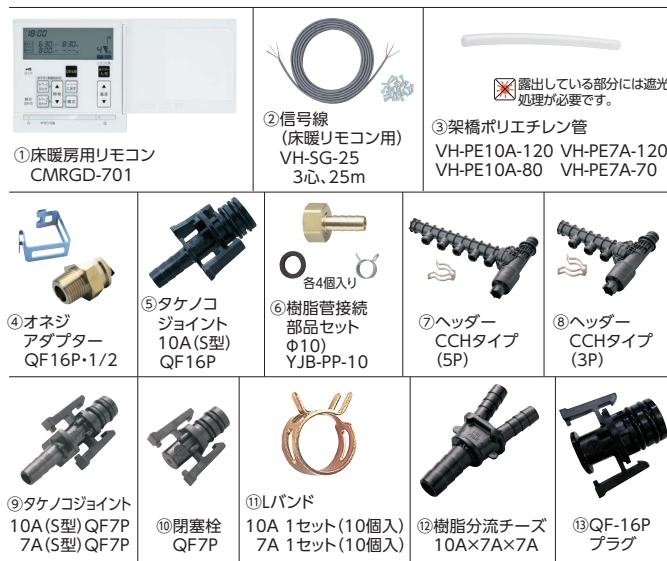 18:00
6:30 8:30
①床暖房用リモコン
CMRGD-701
②信号線
(床暖リモコン用)
VH-SG-25
3心、25m
露出している部分には遮光
処理が必要です。
③架橋ポリエチレン管
VH-PE10A-120 VH-PE7A-120
VH-PE10A-80 VH-PE7A-70
④オネジ
アダプター
QF16P・1/2
⑤タケノコ
ジョイント
10A(S型)
QF16P
各4個入り
⑥樹脂管接続
部品セット
Φ10)
YJB-PP-10
⑦ヘッダー
CCHタイプ
(5P)
⑧ヘッダー
CCHタイプ
(3P)
⑨タケノコジョイント
10A(S型)QF7P
7A(S型)QF7P
⑩閉塞栓
QF7P
⑪Lバンド
10A 1セット(10個入)
7A 1セット(10個入)
⑫樹脂分流チーズ
10A×7A×7A
⑬QF-16P
プラグ